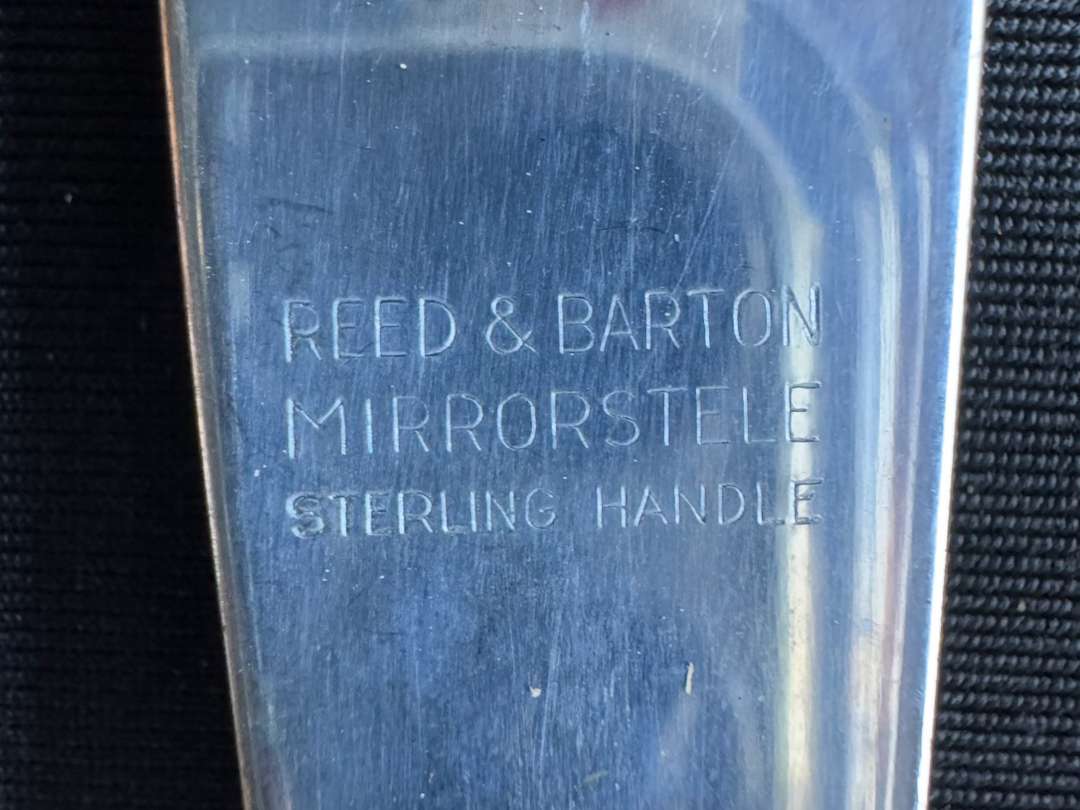 REED & BARTON
MIRRORSTELE
STERLING HANDLE